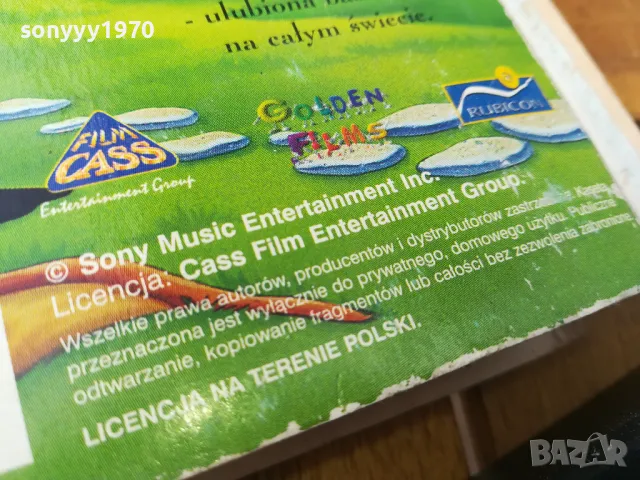 sonyyy1970
- ulubiona
na całym świecie.
FILM
CASS
Entertainment Group
GOLDEN
FILMS
RUBICON
© Sony Music Entertainment Inc.
Licencja: Cass Film Entertainment Group.
Wszelkie prawa autorów, producentów i dystrybutorów zastrzeżone. Kaseta
przeznaczona jest wyłącznie do prywatnego, domowego użytku. Publiczne
odtwarzanie, kopiowanie fragmentów lub całości bez zezwolenia zabronione
LICENCJA NA TERENIE POLSKI.
BAZAR